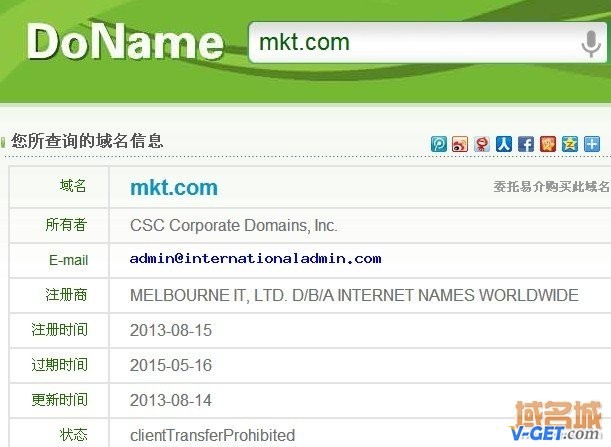 DoName
mkt.com
您所查询的域名信息
域名 mkt.com 委托易介购买此域名
所有者 CSC Corporate Domains, Inc.
E-mail admin@internationaladmin.com
注册商 MELBOURNE IT, LTD. D/B/A INTERNET NAMES WORLDWIDE
注册时间 2013-08-15
过期时间 2015-05-16
更新时间 2013-08-14
状态 clientTransferProhibited
域名城
V-GET.com